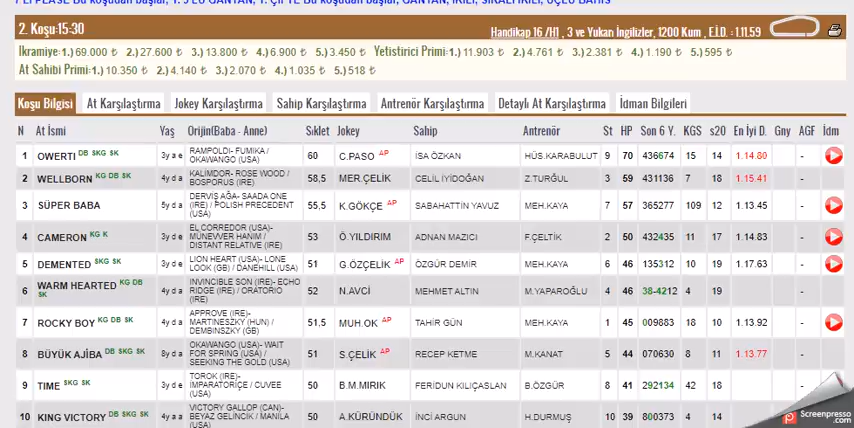 2. Koşu:15:30
Handikap 16 /H1 , 3 ve Yukarı İngilizler, 1200 Kum , E.İ.D. : 1.11.59
İkramiye: 1.) 69.000 ₺ 2.) 27.600 ₺ 3.) 13.800 ₺ 4.) 6.900 ₺ 5.) 3.450 ₺ Yetistirici Primi: 1.) 11.903 ₺ 2.) 4.761 ₺ 3.) 2.381 ₺ 4.) 1.190 ₺ 5.) 595 ₺
At Sahibi Primi: 1.) 10.350 ₺ 2.) 4.140 ₺ 3.) 2.070 ₺ 4.) 1.035 ₺ 5.) 518 ₺
Koşu Bilgisi At Karşılaştırma Jokey Karşılaştırma Sahip Karşılaştırma Antrenör Karşılaştırma Detaylı At Karşılaştırma İdman Bilgileri
N At İsmi Yaş Orijin(Baba - Anne) Sıklet Jokey Sahip Antrenör St HP Son 6 Y. KGS s20 En İyi D. Gny AGF İdm
1 OWERTI DB SKG SK 3y a e RAMPOLDI- FUMIKA / OKAWANGO (USA) 60 C.PASO AP İSA ÖZKAN HÜS.KARABULUT 9 70 436674 15 14 1.14.80 -
2 WELLBORN KG DB SK 4y d a KALIMDOR- ROSE WOOD / BOSPORUS (IRE) 58,5 MER.ÇELİK CELİL İYİDOĞAN Z.TURĞUL 3 59 431136 7 18 1.15.41 -
3 SÜPER BABA 5y d a DERVİŞ AĞA- SAADA ONE (IRE) / POLISH PRECEDENT (USA) 55,5 K.GÖKÇE AP SABAHATTİN YAVUZ MEH.KAYA 7 57 365277 109 12 1.13.45 -
4 CAMERON KG K 3y d e EL CORREDOR (USA)- MÜNEVVER HANIM / DISTANT RELATIVE (IRE) 53 Ö.YILDIRIM ADNAN MAZICI F.ÇELTİK 2 50 432435 11 17 1.14.83 -
5 DEMENTED SKG SK 3y d e LION HEART (USA)- LONE LOOK (GB) / DANEHILL (USA) 51 G.ÖZÇELİK AP ÖZGÜR DEMİR MEH.KAYA 6 46 135312 10 19 1.17.63 -
6 WARM HEARTED KG DB SK 4y d a INVINCIBLE SON (IRE)- ECHO RIDGE (IRE) / ORATORIO (IRE) 52 N.AVCİ MEHMET ALTIN M.YAPAROĞLU 4 46 38-4212 4 19 -
7 ROCKY BOY KG DB SK 4y d a APPROVE (IRE)- MARTINESZKY (HUN) / DEMBINSZKY (GB) 51,5 MUH.OK AP TAHİR GÜN MEH.KAYA 1 45 009883 18 10 1.13.92 -
8 BÜYÜK AJİBA DB SKG SK 8y d a OKAWANGO (USA)- WAIT FOR SPRING (USA) / SEEKING THE GOLD (USA) 51 S.ÇELİK AP RECEP KETME M.KANAT 5 44 070630 8 11 1.13.77 -
9 TIME SKG SK 3y d e TOROK (IRE)- İMPARATORİÇE / CUVEE (USA) 50 B.M.MIRIK FERİDUN KILIÇASLAN B.ÖZGÜR 8 41 292134 42 18 -
10 KING VICTORY DB SKG SK 4y a a VICTORY GALLOP (CAN)- BEYAZ GELİNCİK / MANILA (USA) 50 A.KÜRÜNDÜK İNCİ ARGUN H.DURMUŞ 10 39 800373 4 14 -
Screenpresso
.com